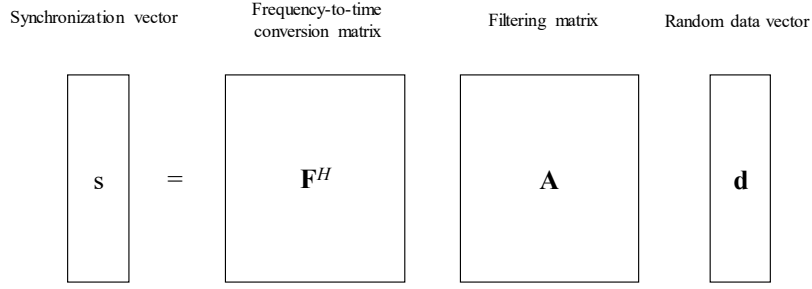 Synchronization vector
Frequency-to-time
conversion matrix
Filtering matrix
Random data vector
s = F^H A d